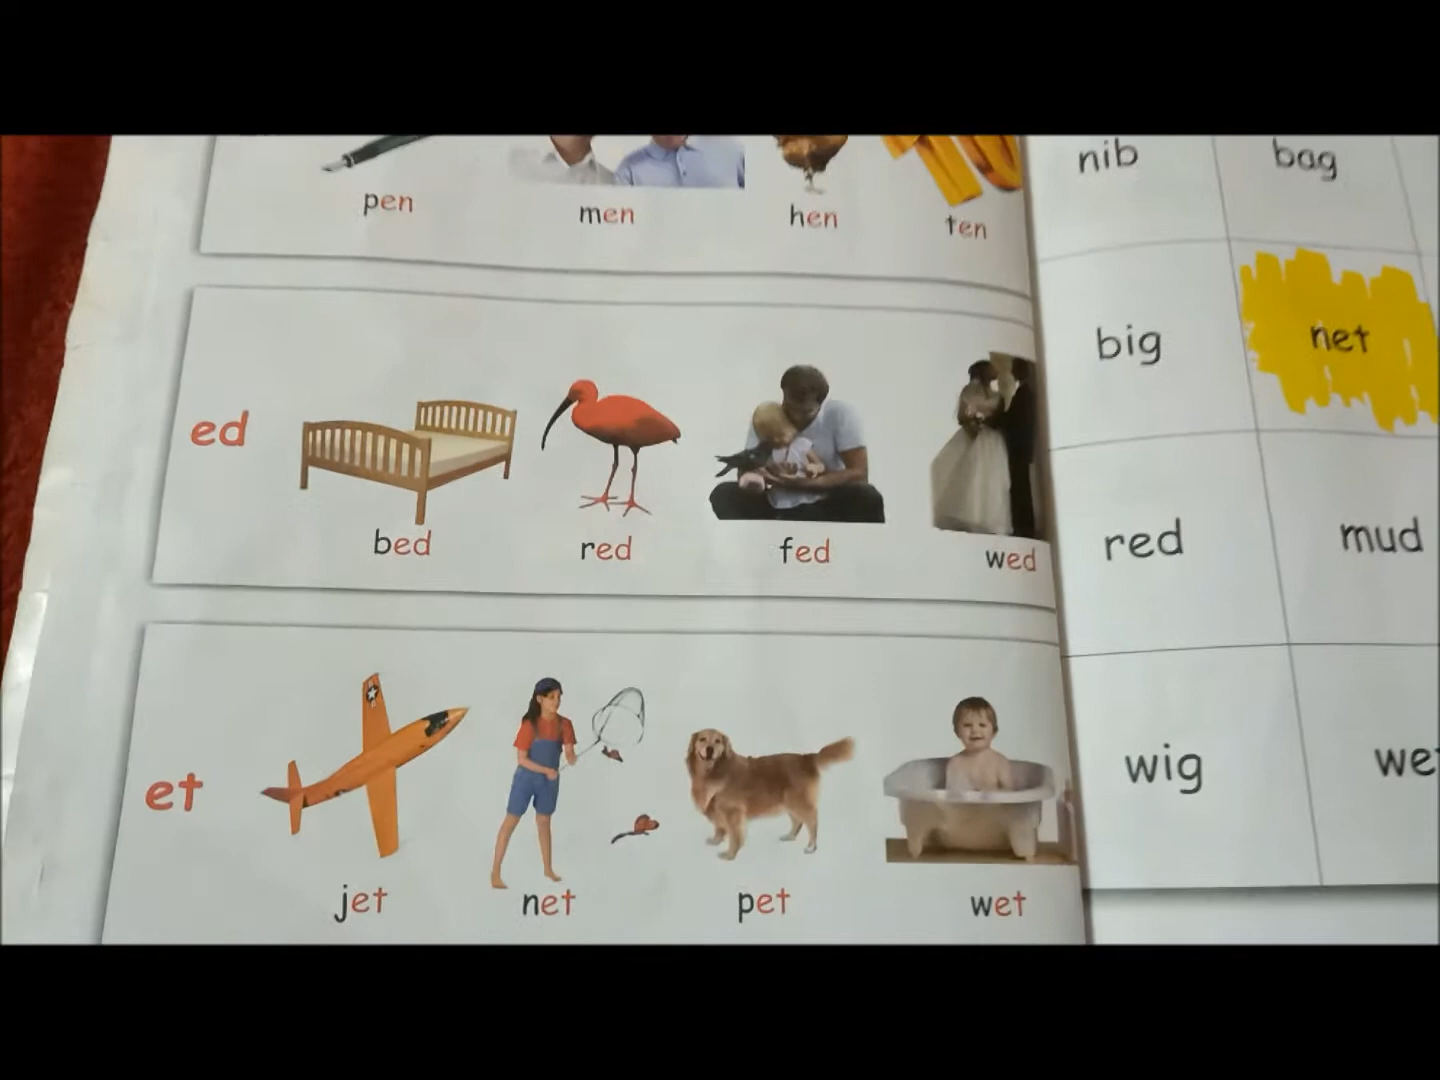 pen men hen ten
ed
bed red fed wed
et
jet net pet wet
nib bag
big net
red mud
wig